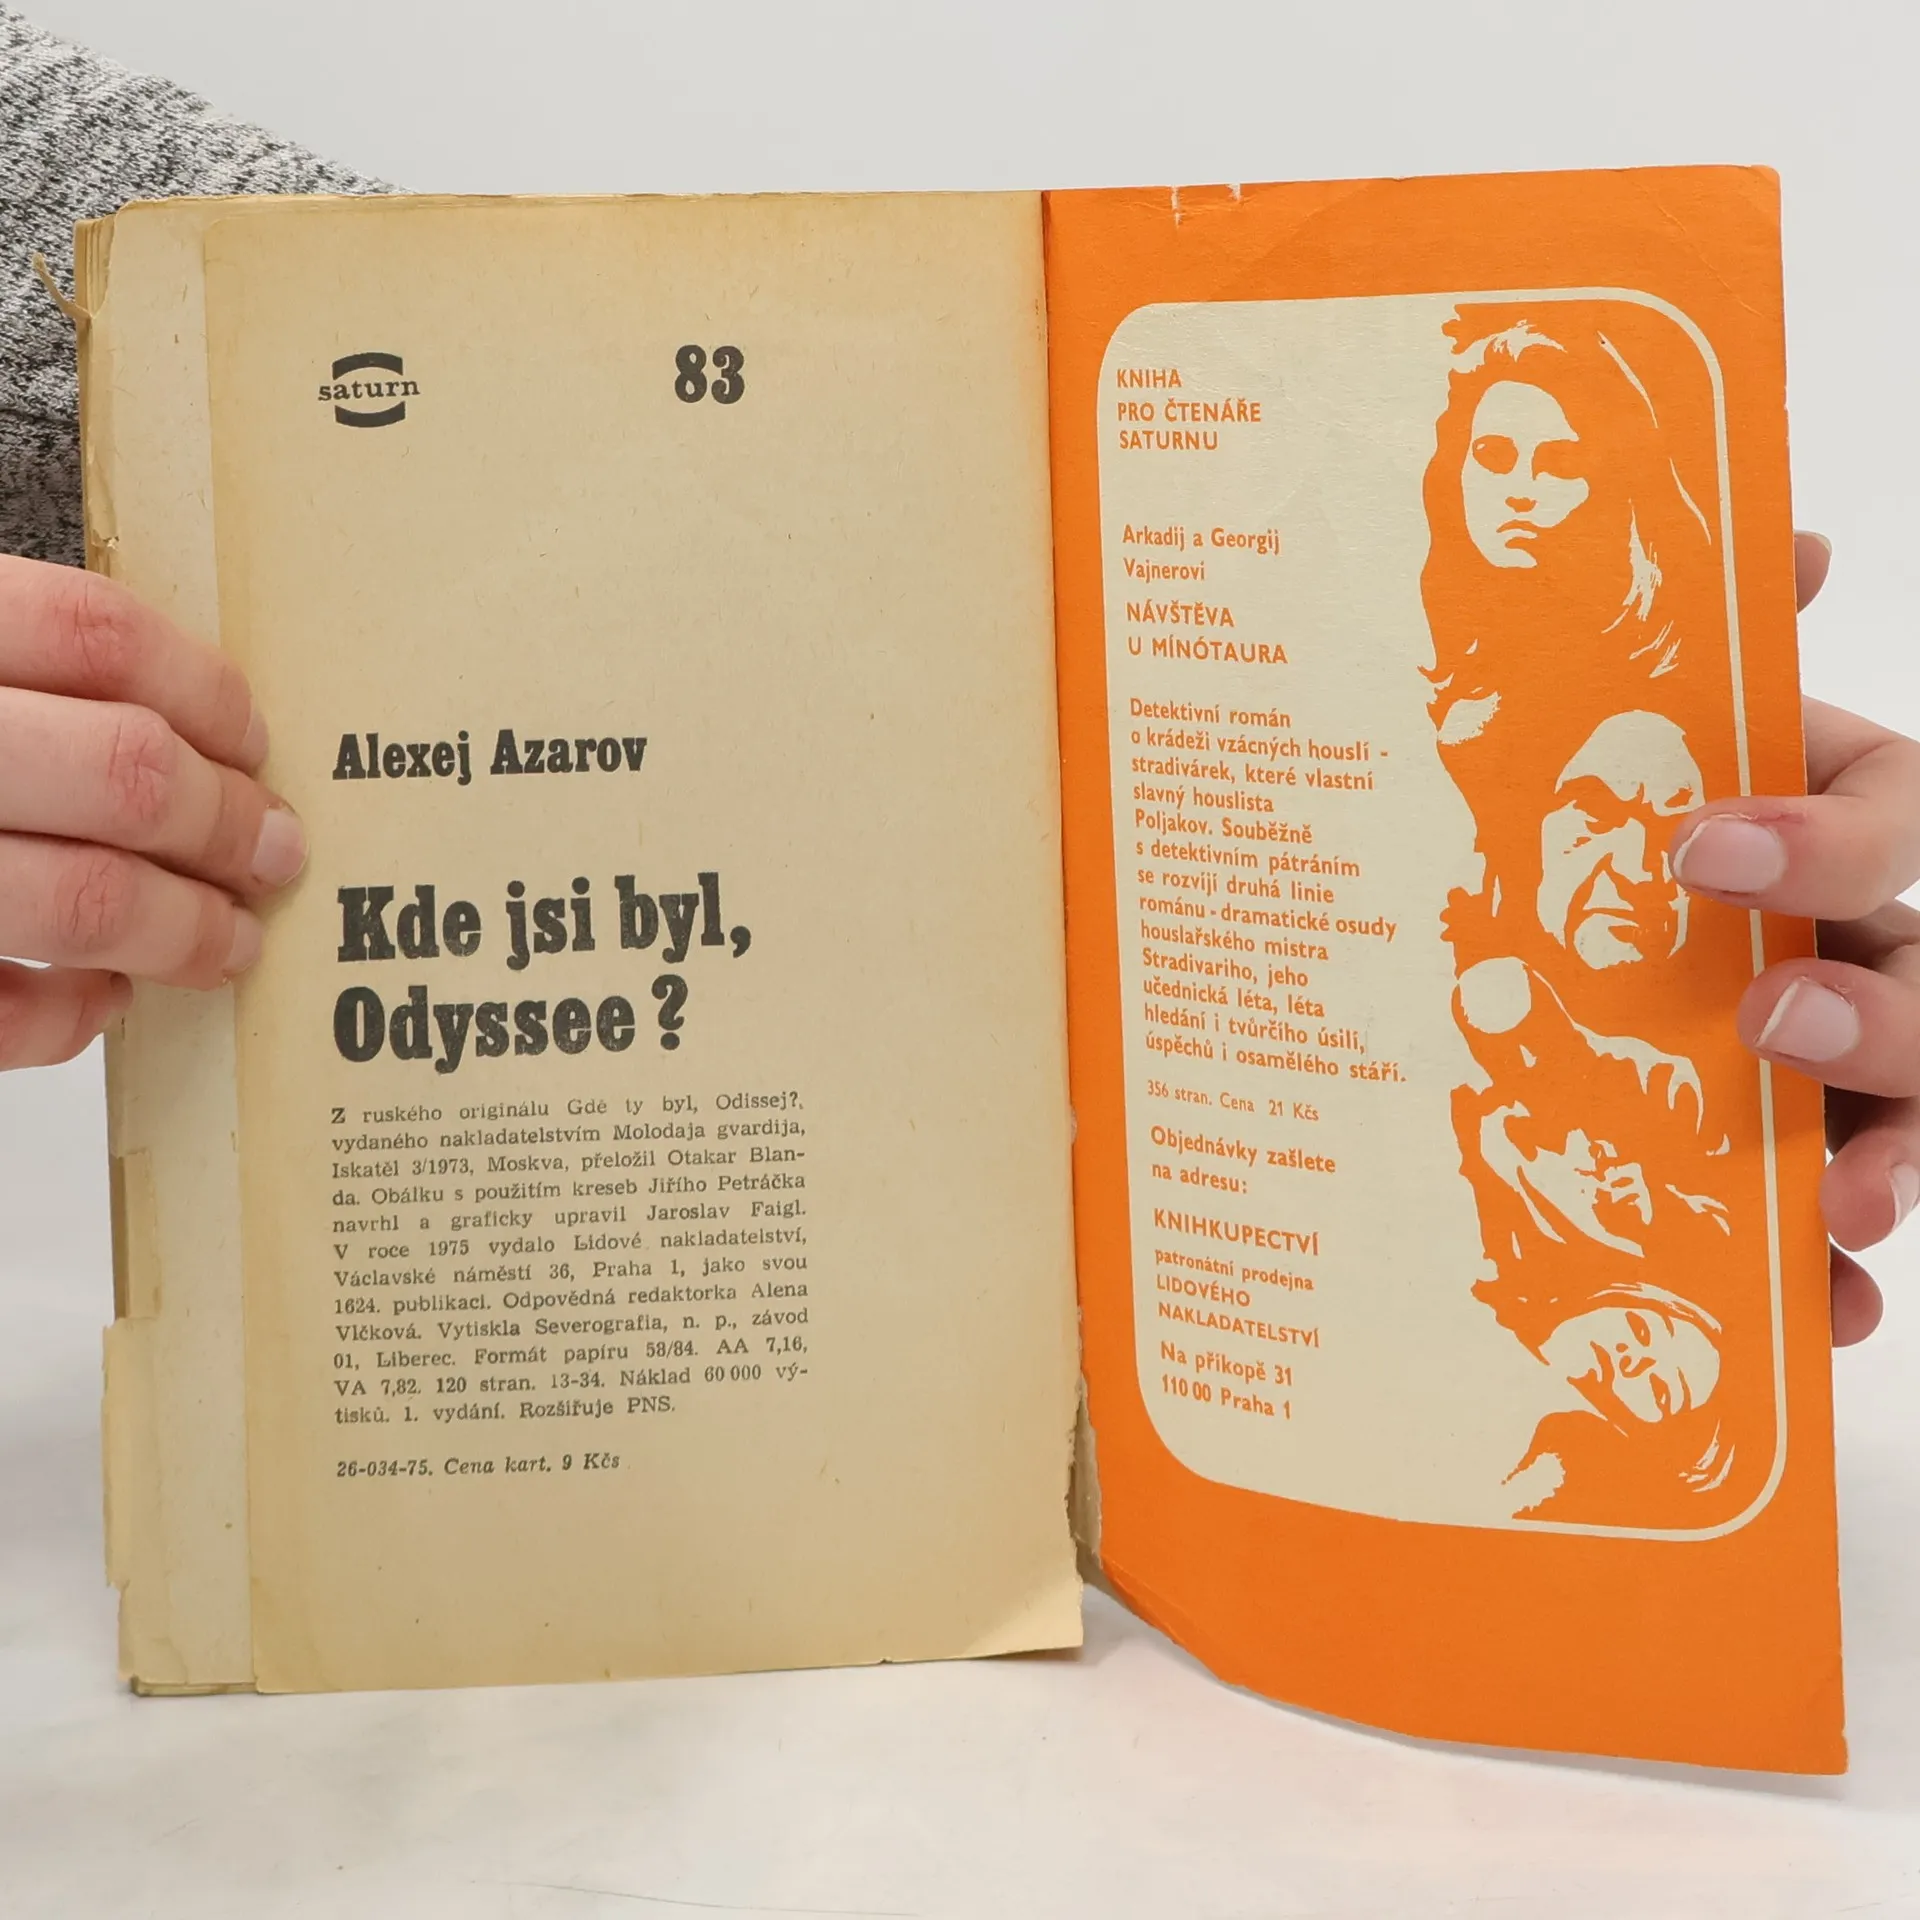 saturn
83
Alexej Azarov
Kde jsi byl,
Odyssee?
Z ruského originálu Gdě ty byl, Odissej?,
vydaného nakladatelstvím Molodaja gvardija,
Iskatěl 3/1973, Moskva, přeložil Otakar Blan-
da. Obálku s použitím kreseb Jiřího Petráčka
navrhl a graficky upravil Jaroslav Faigl.
V roce 1975 vydalo Lidové nakladatelství,
Václavské náměstí 36, Praha 1, jako svou
1624. publikaci. Odpovědná redaktorka Alena
Vlčková. Vytiskla Severografia, n. p., závod
01, Liberec. Formát papíru 58/84. AA 7,16,
VA 7,82. 120 stran. 13-34. Náklad 60 000 vý-
tisků. 1. vydání. Rozšiřuje PNS.
26-034-75. Cena kart. 9 Kčs
KNIHA
PRO ČTENÁŘE
SATURNU
Arkadij a Georgij
Vajnerovi
NÁVŠTĚVA
U MÍNÓTAURA
Detektivní román
o krádeži vzácných houslí -
stradivárek, které vlastní
slavný houslista
Poljakov. Souběžně
s detektivním pátráním
se rozvíjí druhá linie
románu - dramatické osudy
houslařského mistra
Stradivariho, jeho
učednická léta, léta
hledání i tvůrčího úsilí,
úspěchů i osamělého stáří.
356 stran. Cena 21 Kčs
Objednávky zašlete
na adresu:
KNIHKUPECTVÍ
patronátní prodejna
LIDOVÉHO
NAKLADATELSTVÍ
Na příkopě 31
110 00 Praha 1